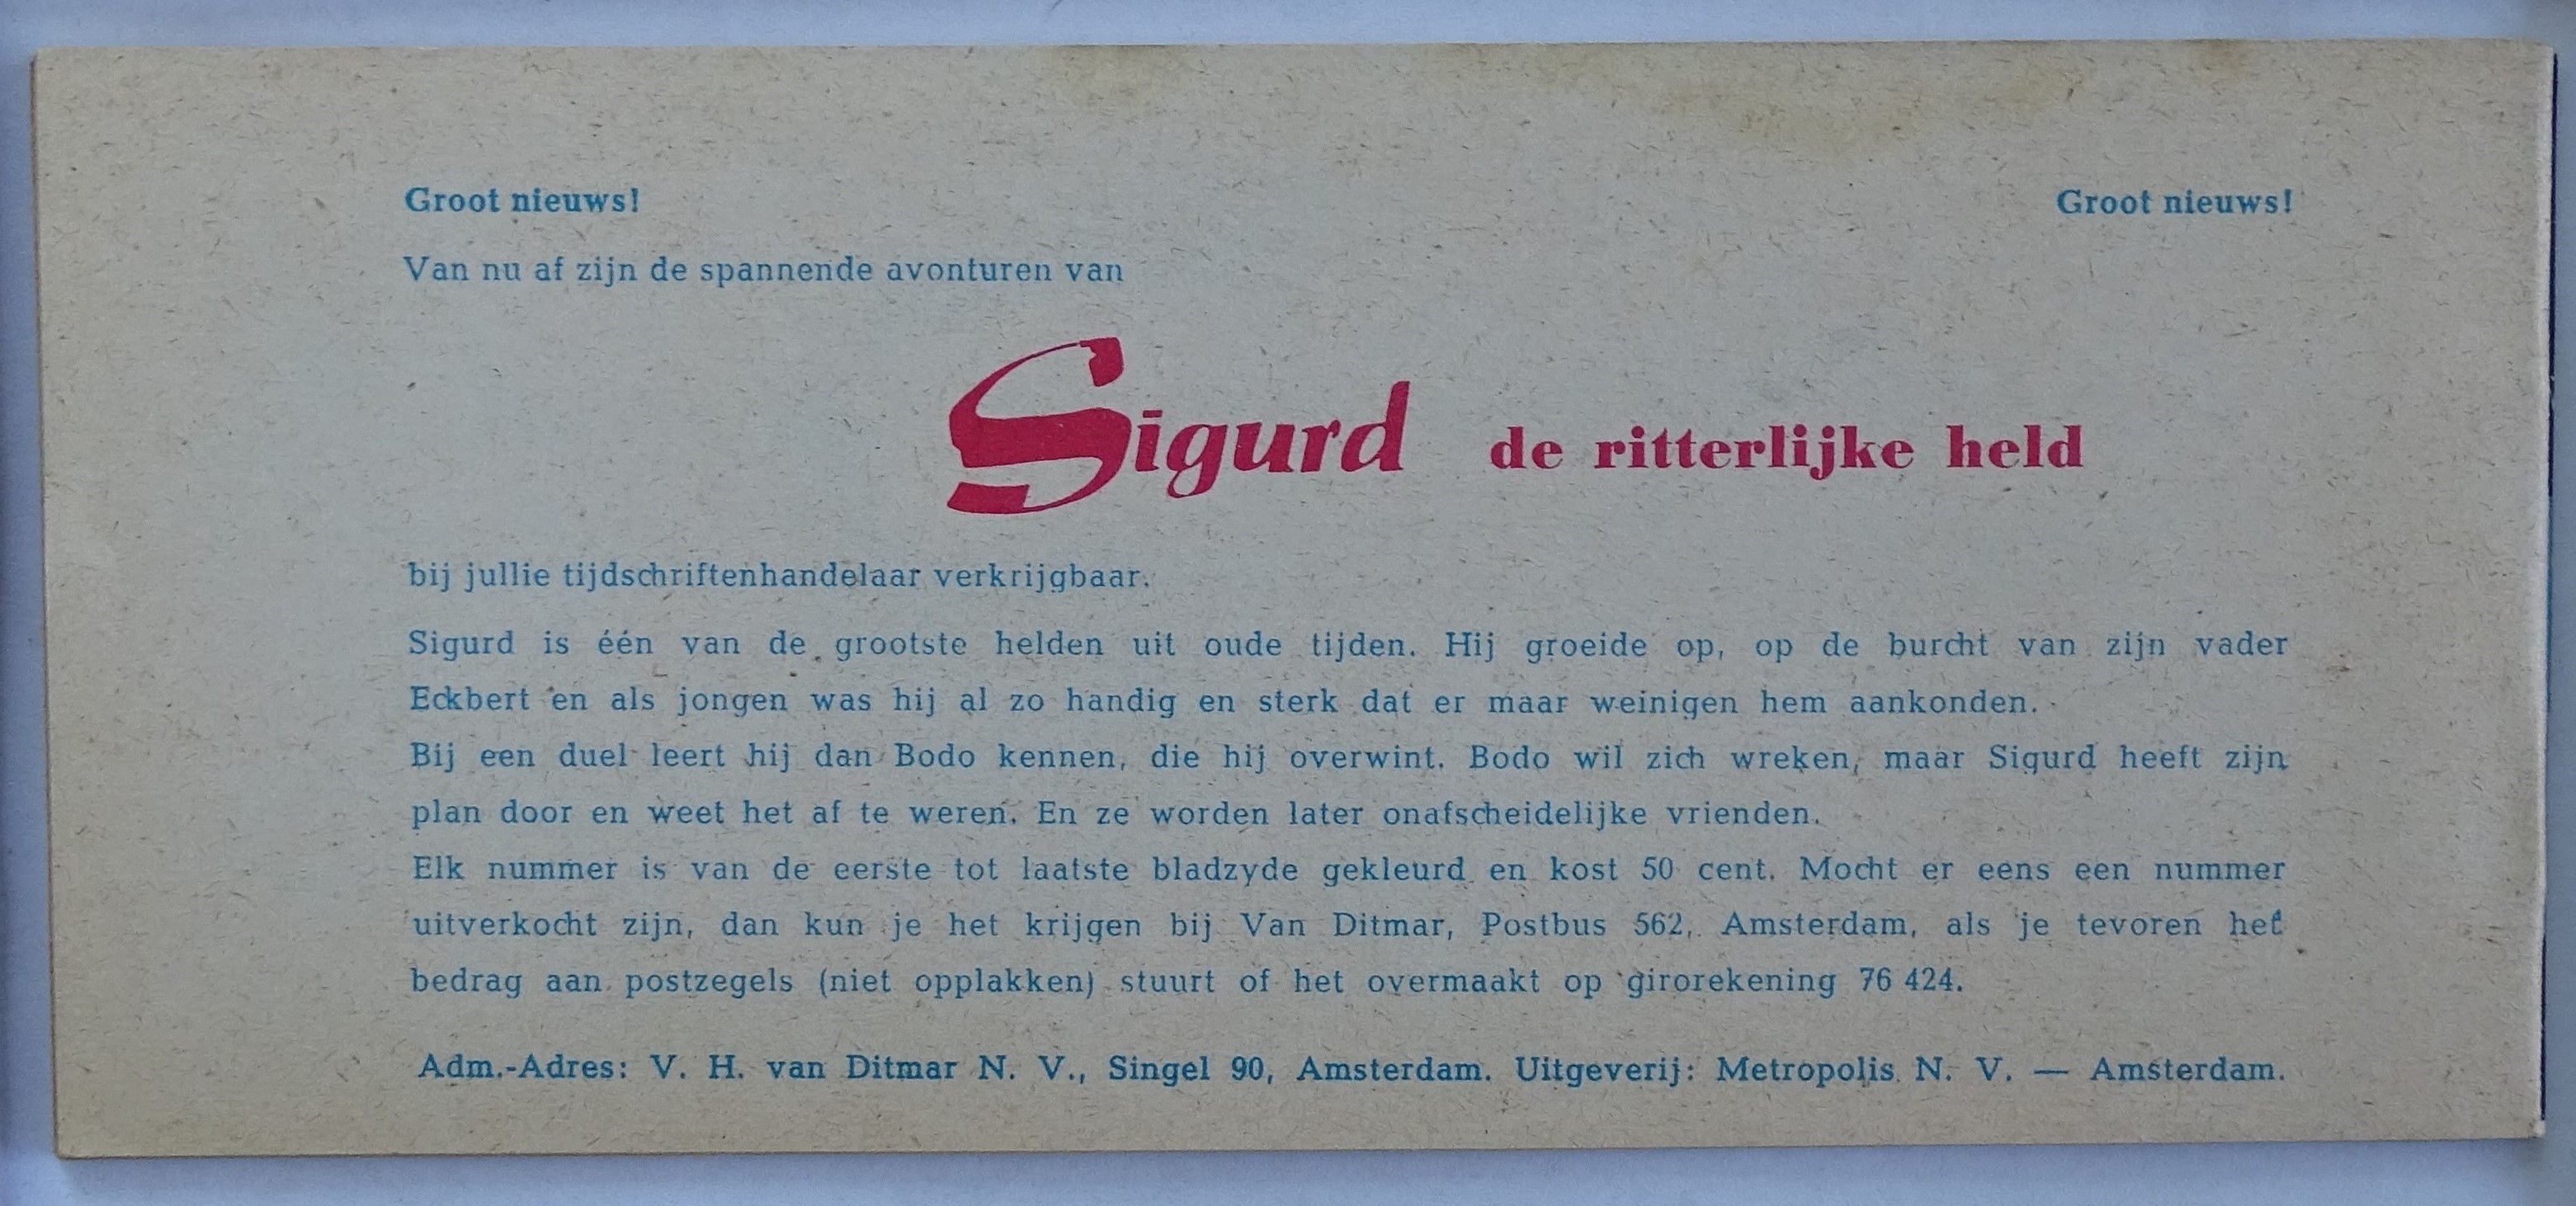 Groot nieuws! Groot nieuws!
Van nu af zijn de spannende avonturen van
Sigurd de ritterlijke held
bij jullie tijdschriftenhandelaar verkrijgbaar.
Sigurd is één van de grootste helden uit oude tijden. Hij groeide op, op de burcht van zijn vader
Eckbert en als jongen was hij al zo handig en sterk dat er maar weinigen hem aankonden.
Bij een duel leert hij dan Bodo kennen, die hij overwint. Bodo wil zich wreken, maar Sigurd heeft zijn
plan door en weet het af te weren. En ze worden later onafscheidelijke vrienden.
Elk nummer is van de eerste tot laatste bladzyde gekleurd en kost 50 cent. Mocht er eens een nummer
uitverkocht zijn, dan kun je het krijgen bij Van Ditmar, Postbus 562, Amsterdam, als je tevoren het
bedrag aan postzegels (niet opplakken) stuurt of het overmaakt op girorekening 76 424.
Adm.-Adres: V. H. van Ditmar N. V., Singel 90, Amsterdam. Uitgeverij: Metropolis N. V. — Amsterdam.